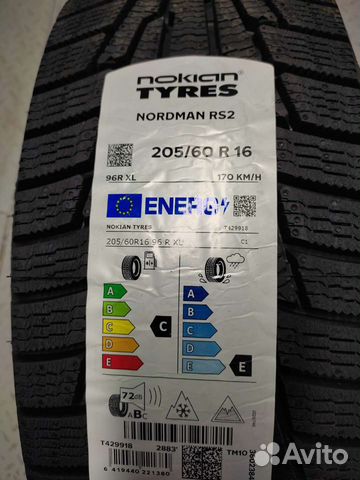 nokian
TYRES
NORDMAN RS2
205/60 R 16
96R XL 170 KM/H
ENERG
NOKIAN TYRES T429918
205/60R16 96 R XL C1
A A
B B
C C C
D D
E E E
72dB
ABC
T429918 2883
TM10
6 419440 221380
Avito